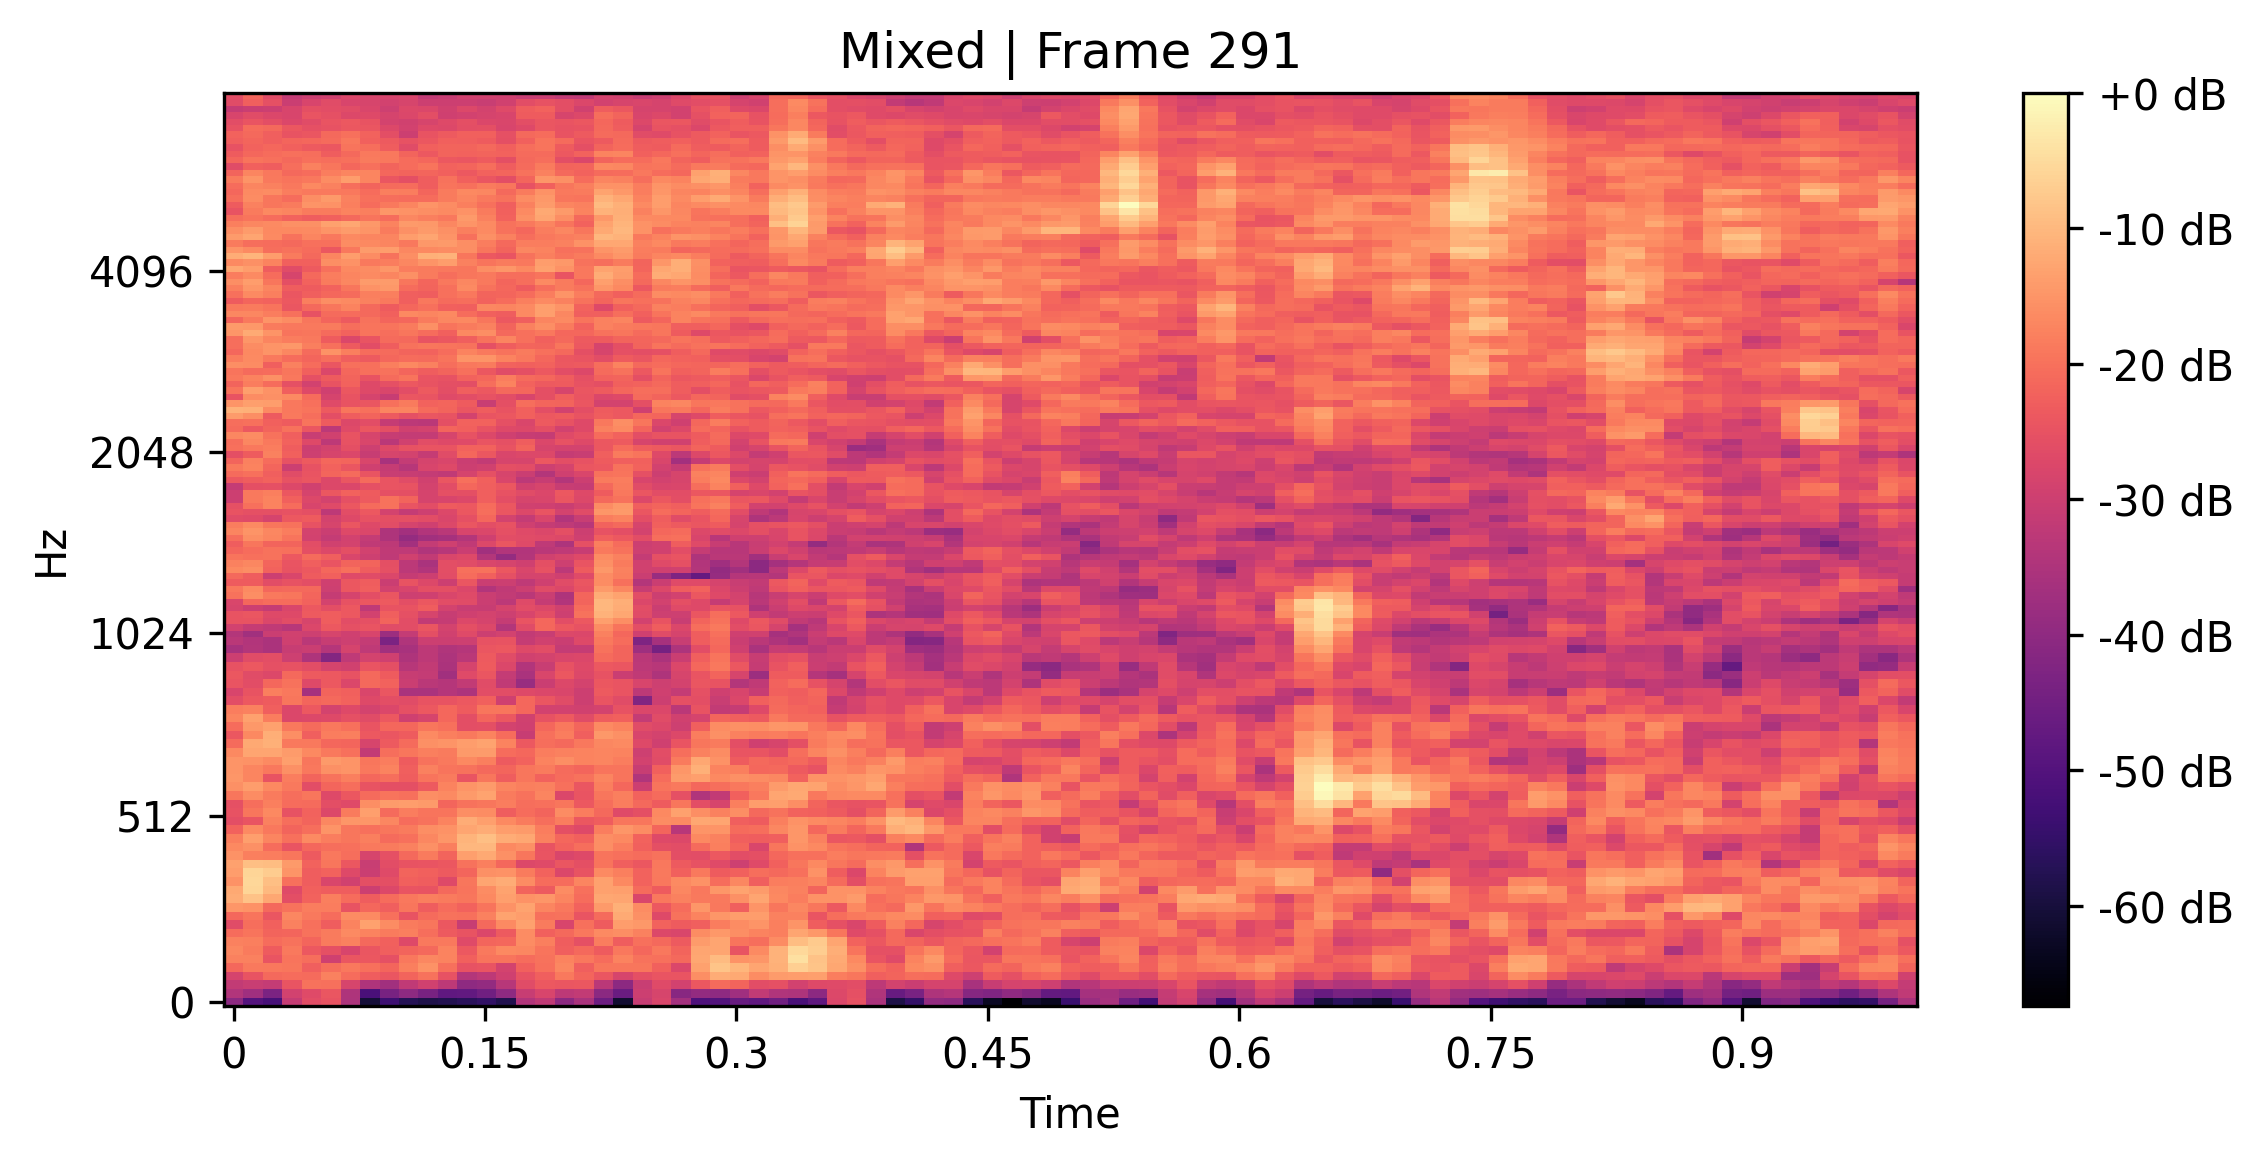 Mixed | Frame 291
+0 dB
-10 dB
-20 dB
-30 dB
-40 dB
-50 dB
-60 dB
Hz
4096
2048
1024
512
0
0 0.15 0.3 0.45 0.6 0.75 0.9
Time